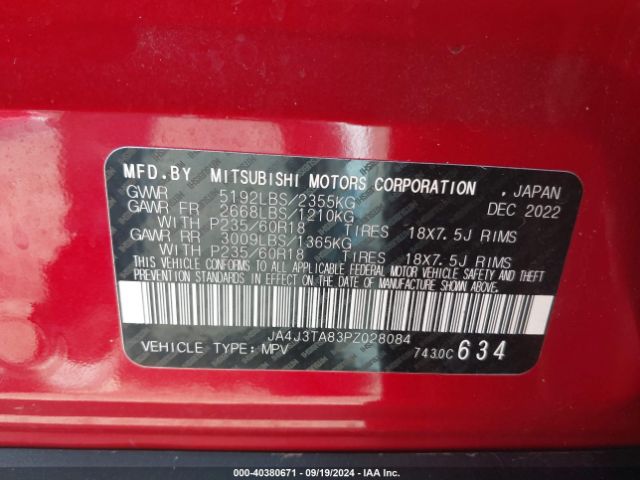 MFD.BY MITSUBISHI MOTORS CORPORATION , JAPAN
GVWR 5192LBS/2355KG DEC 2022
GAWR FR 2668LBS/1210KG
WITH P235/60R18 TIRES 18X7.5J RIMS
GAWR RR 3009LBS/1365KG
WITH P235/60R18 TIRES 18X7.5J RIMS
THIS VEHICLE CONFORMS TO ALL APPLICABLE FEDERAL MOTOR VEHICLE SAFETY AND THEFT
PREVENTION STANDARDS IN EFFECT ON THE DATE OF MANUFACTURE SHOWN ABOVE.
JA4J3TA83PZ028084
VEHICLE TYPE: MPV 7430C 634
000-40380671 - 09/19/2024 - IAA Inc.